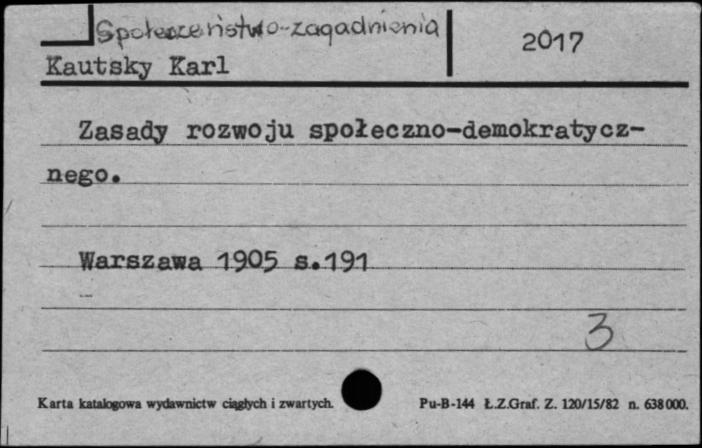 Społeczeństwo-zagadnienia
2017
Kautsky Karl
Zasady rozwoju społeczno-demokratycz-
nego.
Warszawa 1905 s.191
3
Karta katalogowa wydawnictw ciągłych i zwartych.
Pu-B-144 Ł.Z.Graf. Z. 120/15/82 n. 638000.